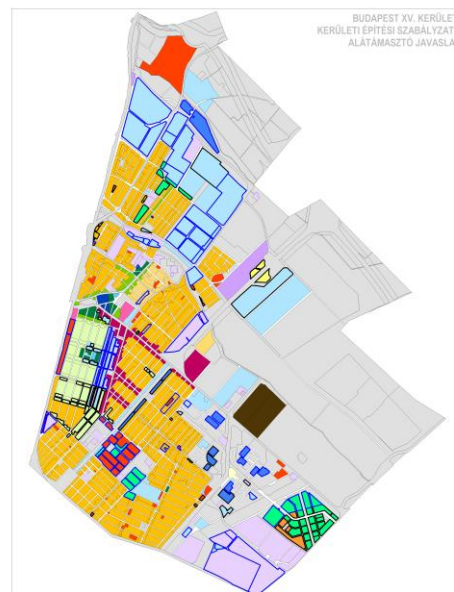 BUDAPEST XV. KERÜLET
KERÜLETI ÉPÍTÉSI SZABÁLYZAT
ALÁTÁMASZTÓ JAVASLA